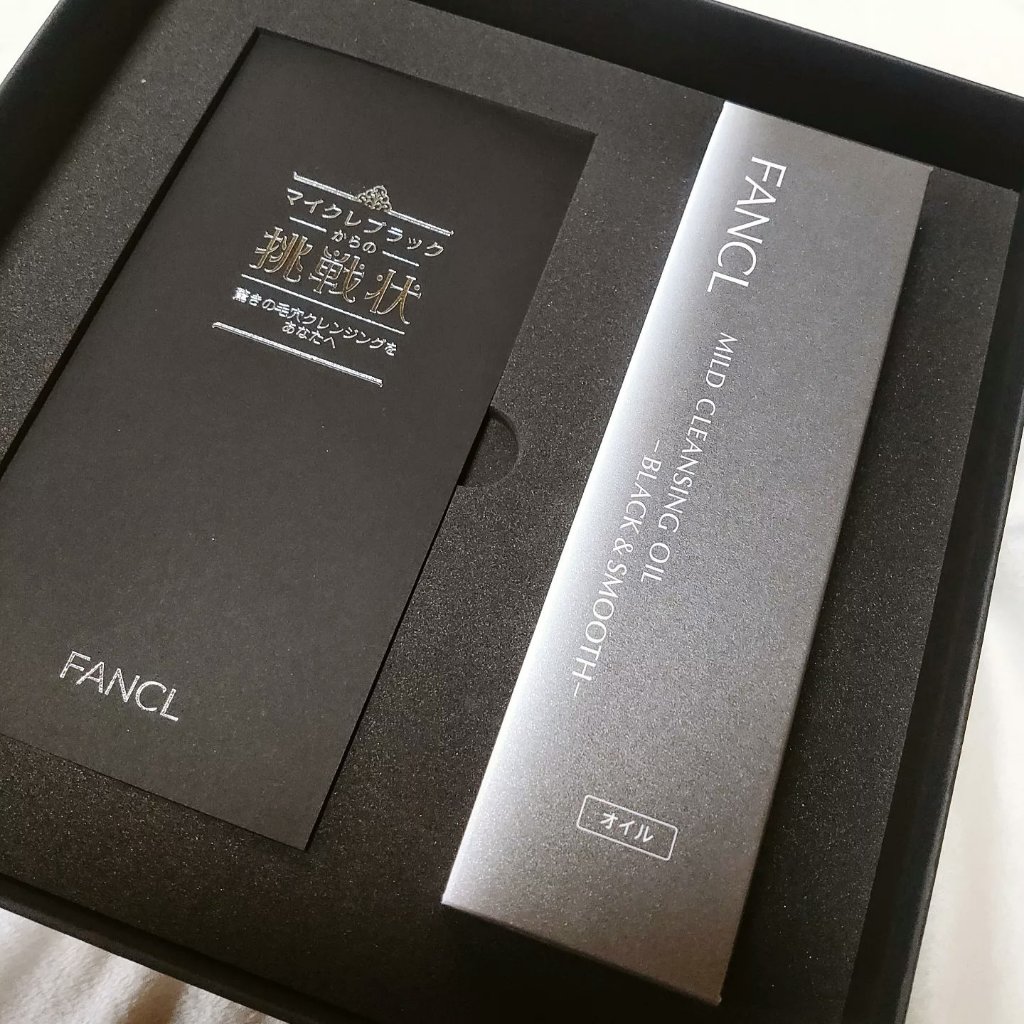 マイクレブラック
からの
挑戦状
驚きの毛穴クレンジングを
あなたへ
FANCL
FANCL
MILD CLEANSING OIL
-BLACK & SMOOTH-
オイル